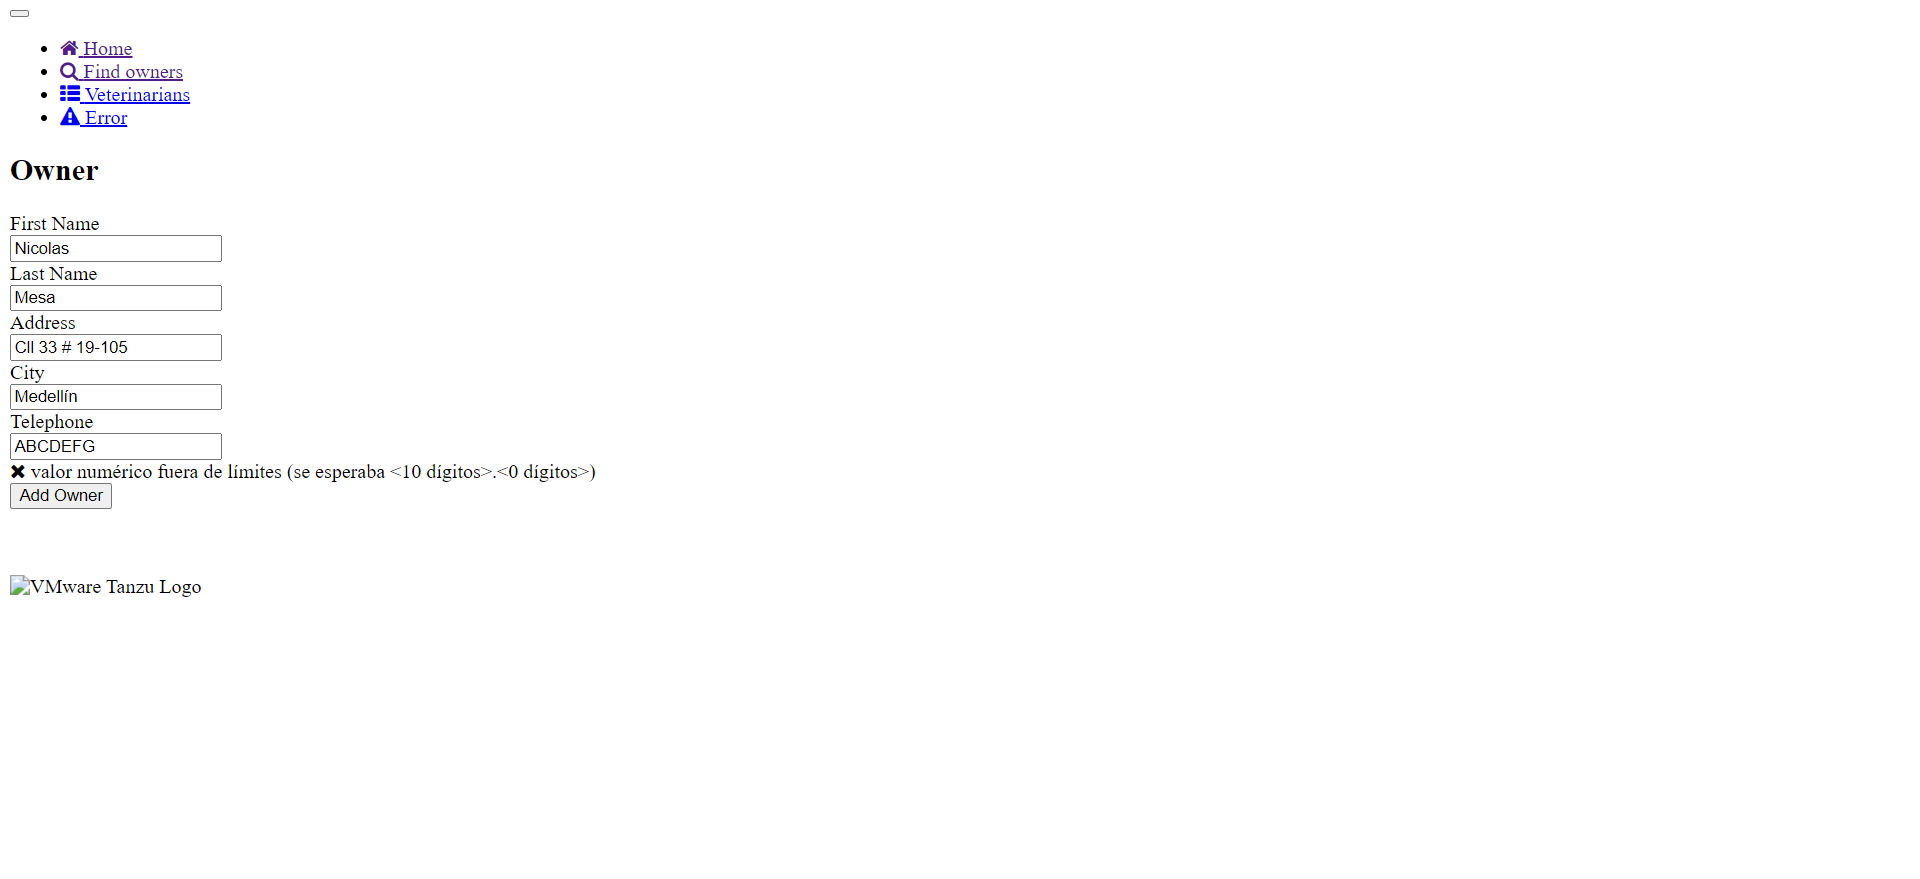 Home
Find owners
Veterinarians
Error
Owner
First Name
Nicolas
Last Name
Mesa
Address
Cll 33 # 19-105
City
Medellín
Telephone
ABCDEFG
valor numérico fuera de límites (se esperaba <10 dígitos>.<0 dígitos>)
Add Owner
VMware Tanzu Logo